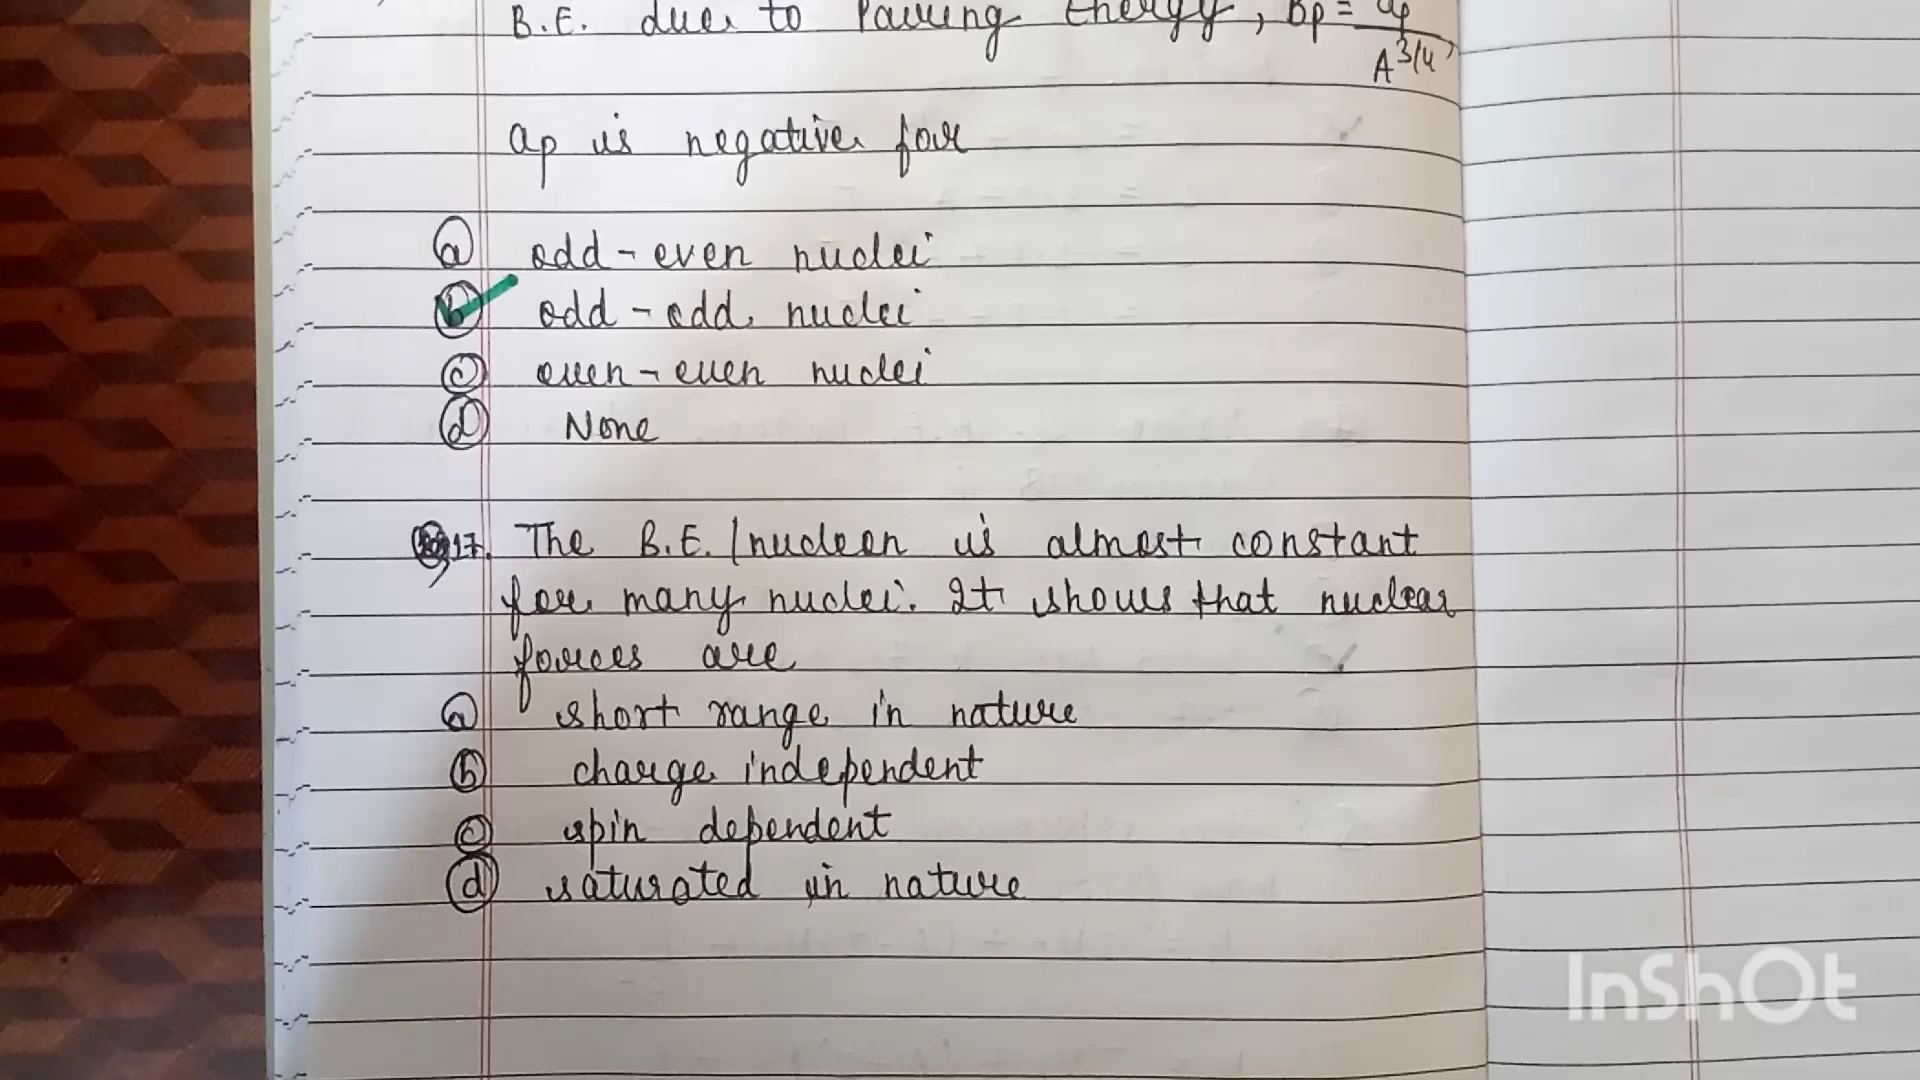 B.E. due to Pairing Energy, Bp = ap / A^3/4,
ap is negative for
(a) odd-even nuclei
(b) odd-odd nuclei
(c) even-even nuclei
(d) None
17. The B.E./nucleon is almost constant
for many nuclei. It shows that nuclear
forces are
(a) short range in nature
(b) charge independent
(c) spin dependent
(d) saturated in nature
InShOt